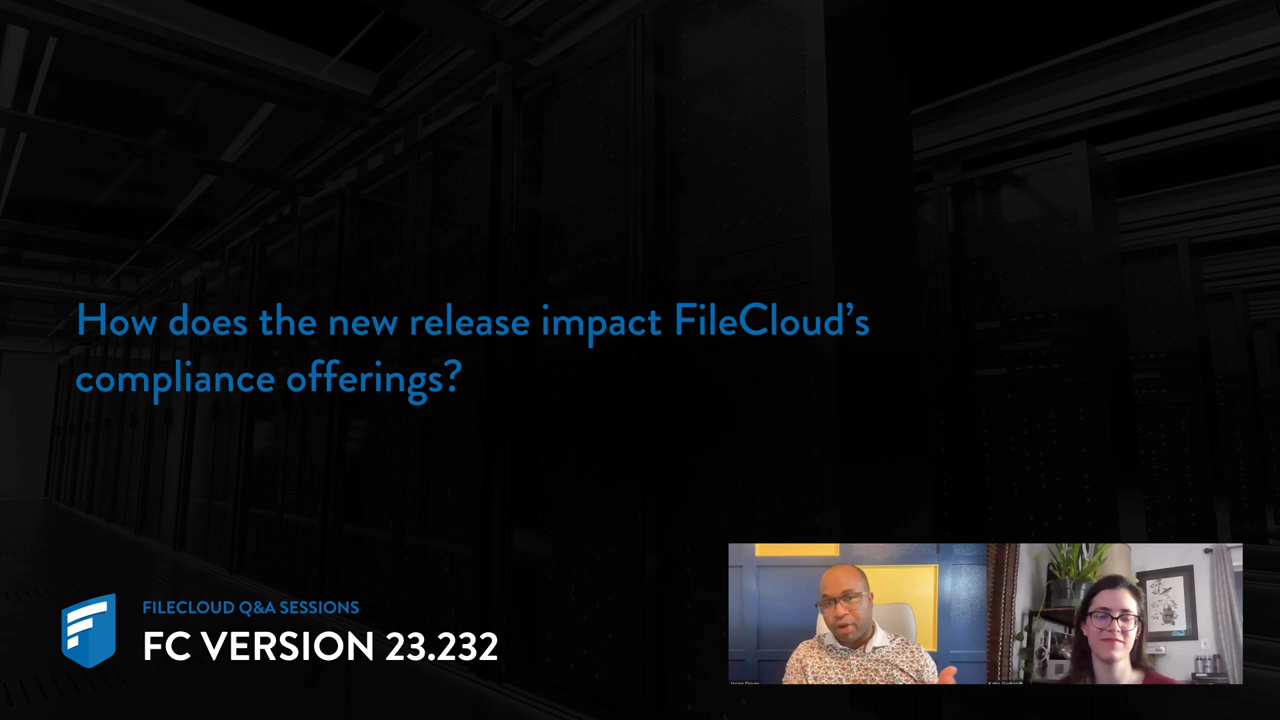 How does the new release impact FileCloud’s
compliance offerings?
FILECLOUD Q&A SESSIONS
FC VERSION 23.232